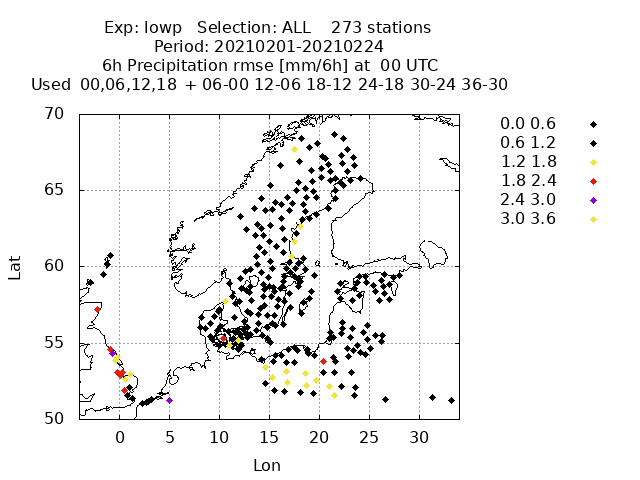 Exp: lowp   Selection: ALL    273 stations
Period: 20210201-20210224
6h Precipitation rmse [mm/6h] at  00 UTC
Used  00,06,12,18  + 06-00  12-06  18-12  24-18  30-24  36-30
0.0 0.6
0.6 1.2
1.2 1.8
1.8 2.4
2.4 3.0
3.0 3.6
Lat
70
65
60
55
50
0 5 10 15 20 25 30
Lon